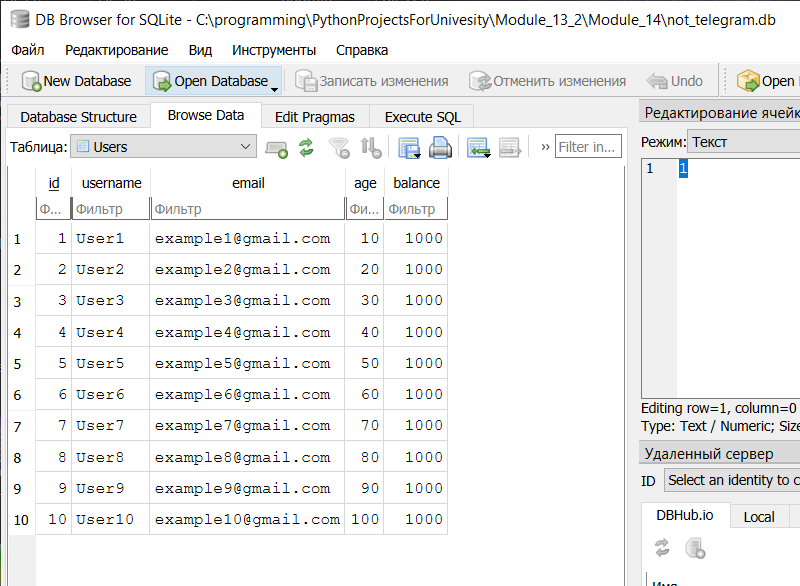 DB Browser for SQLite - C:\programming\PythonProjectsForUnivesity\Module_13_2\Module_14\not_telegram.db
Файл Редактирование Вид Инструменты Справка
New Database Open Database Записать изменения Отменить изменения Undo Open
Database Structure Browse Data Edit Pragmas Execute SQL
Таблица: Users » Filter in...
id username email age balance
Ф... Фильтр Фильтр Фи... Фильтр
1 1 User1 example1@gmail.com 10 1000
2 2 User2 example2@gmail.com 20 1000
3 3 User3 example3@gmail.com 30 1000
4 4 User4 example4@gmail.com 40 1000
5 5 User5 example5@gmail.com 50 1000
6 6 User6 example6@gmail.com 60 1000
7 7 User7 example7@gmail.com 70 1000
8 8 User8 example8@gmail.com 80 1000
9 9 User9 example9@gmail.com 90 1000
10 10 User10 example10@gmail.com 100 1000
Редактирование ячейк
Режим: Текст
1 1
Editing row=1, column=0
Type: Text / Numeric; Size
Удаленный сервер
ID Select an identity to c
DBHub.io Local
Имя